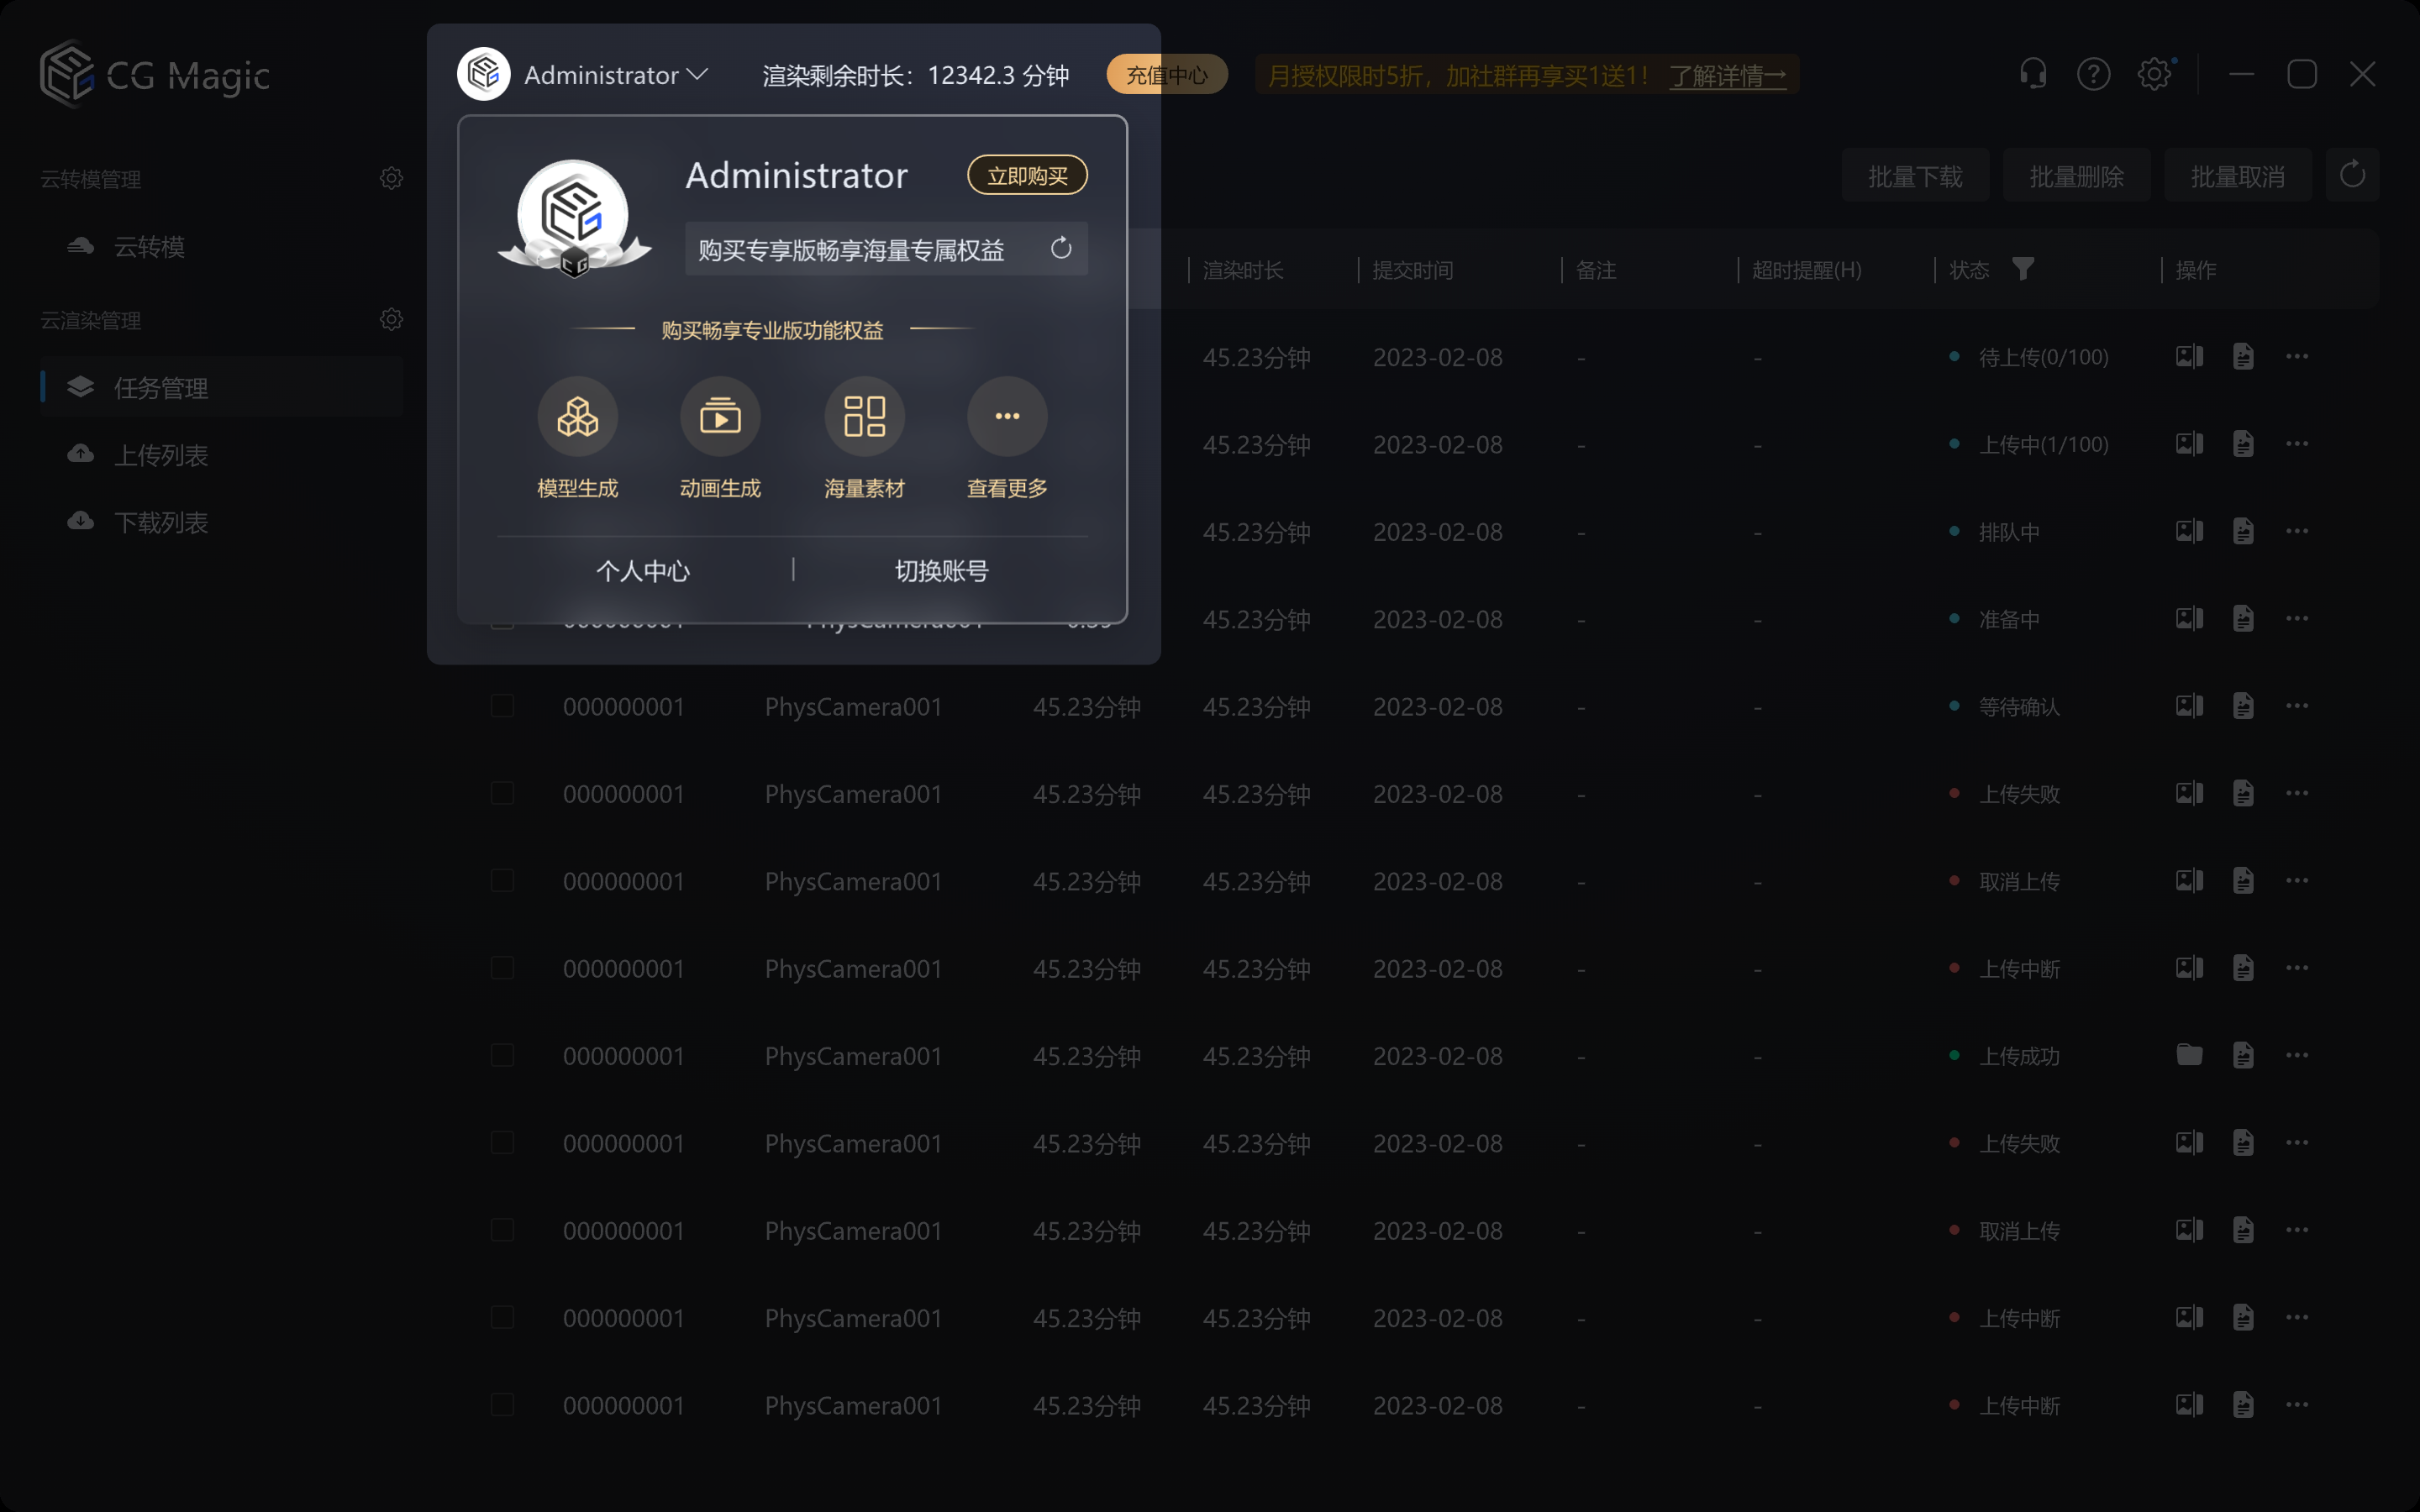 CG Magic
Administrator 渲染剩余时长：12342.3 分钟 充值中心 月授权限时5折，加社群再享买1送1！ 了解详情→
云转模管理
云转模
云渲染管理
任务管理
上传列表
下载列表
Administrator 立即购买
购买专享版畅享海量专属权益
购买畅享专业版功能权益
模型生成 动画生成 海量素材 查看更多
个人中心 | 切换账号
批量下载 批量删除 批量取消
渲染时长 提交时间 备注 超时提醒(H) 状态 操作
45.23分钟 2023-02-08 - - 待上传(0/100)
45.23分钟 2023-02-08 - - 上传中(1/100)
45.23分钟 2023-02-08 - - 排队中
000000001 PhysCamera001 45.23分钟 2023-02-08 - - 准备中
000000001 PhysCamera001 45.23分钟 45.23分钟 2023-02-08 - - 等待确认
000000001 PhysCamera001 45.23分钟 45.23分钟 2023-02-08 - - 上传失败
000000001 PhysCamera001 45.23分钟 45.23分钟 2023-02-08 - - 取消上传
000000001 PhysCamera001 45.23分钟 45.23分钟 2023-02-08 - - 上传中断
000000001 PhysCamera001 45.23分钟 45.23分钟 2023-02-08 - - 上传成功
000000001 PhysCamera001 45.23分钟 45.23分钟 2023-02-08 - - 上传失败
000000001 PhysCamera001 45.23分钟 45.23分钟 2023-02-08 - - 取消上传
000000001 PhysCamera001 45.23分钟 45.23分钟 2023-02-08 - - 上传中断
000000001 PhysCamera001 45.23分钟 45.23分钟 2023-02-08 - - 上传中断